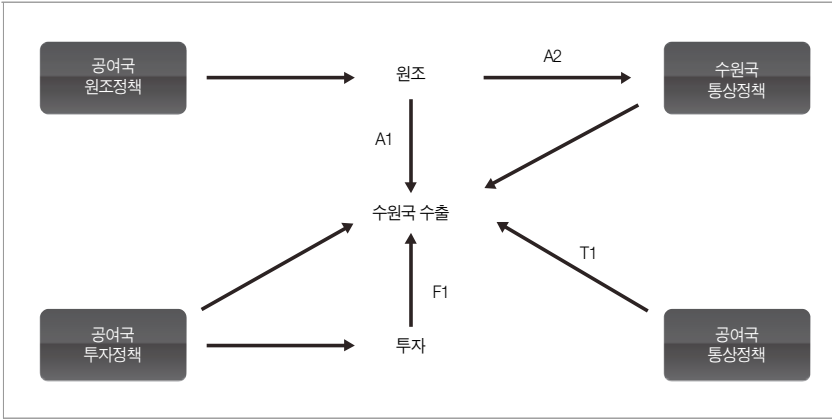 공여국
원조정책
원조
A2
수원국
통상정책
A1
수원국 수출
T1
F1
공여국
투자정책
투자
공여국
통상정책